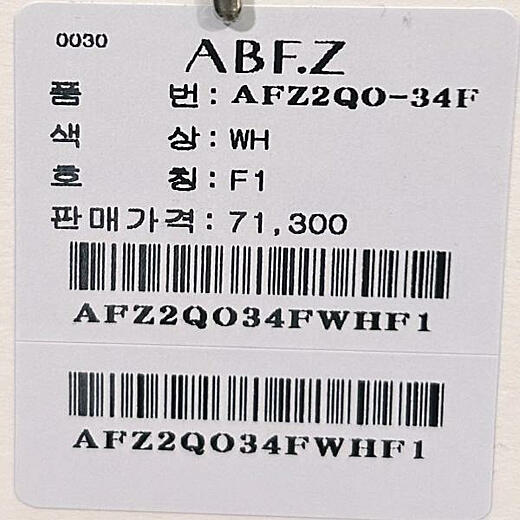 0030
ABF.Z
품 번 : AFZ2QO-34F
색 상 : WH
호 칭 : F1
판매가격 : 71,300
AFZ2QO34FWHF1
AFZ2QO34FWHF1